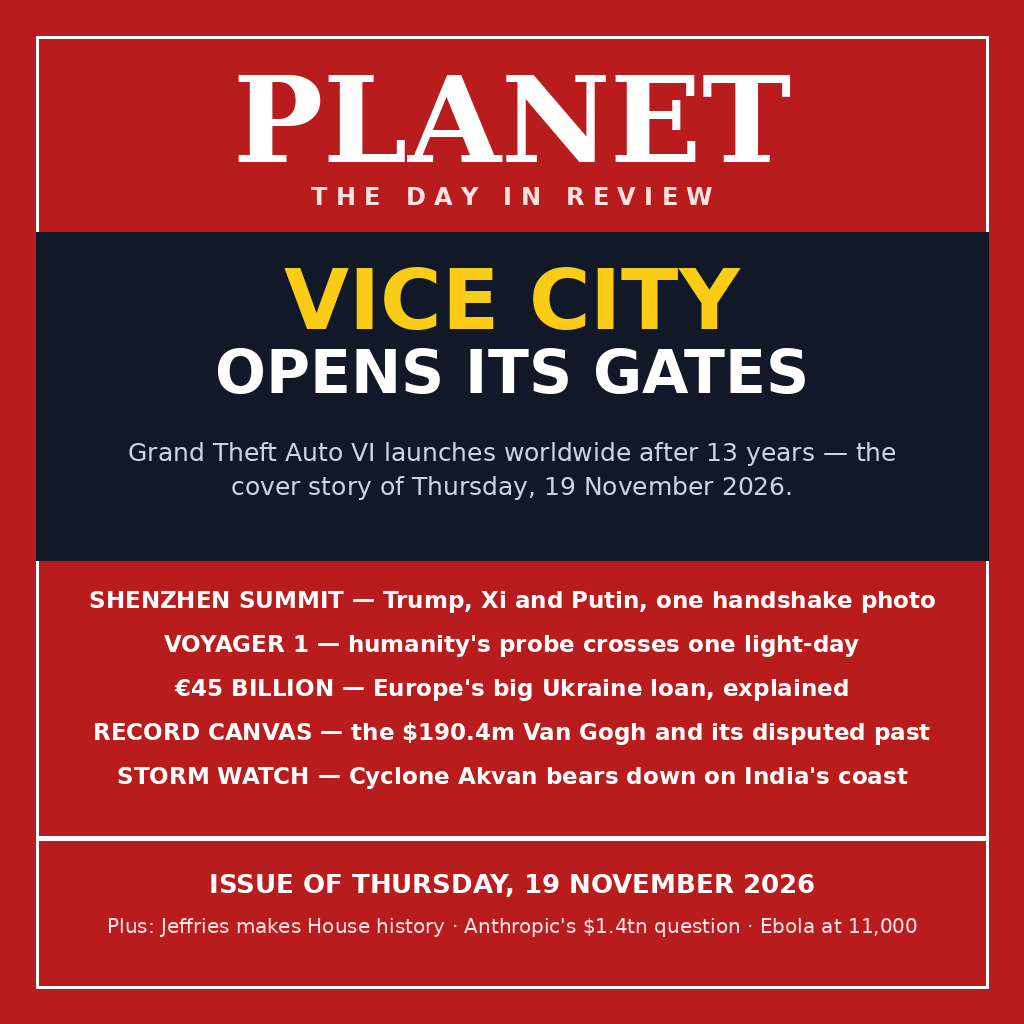 PLANET
THE DAY IN REVIEW
VICE CITY
OPENS ITS GATES
Grand Theft Auto VI launches worldwide after 13 years — the
cover story of Thursday, 19 November 2026.
SHENZHEN SUMMIT — Trump, Xi and Putin, one handshake photo
VOYAGER 1 — humanity's probe crosses one light-day
€45 BILLION — Europe's big Ukraine loan, explained
RECORD CANVAS — the $190.4m Van Gogh and its disputed past
STORM WATCH — Cyclone Akvan bears down on India's coast
ISSUE OF THURSDAY, 19 NOVEMBER 2026
Plus: Jeffries makes House history · Anthropic's $1.4tn question · Ebola at 11,000